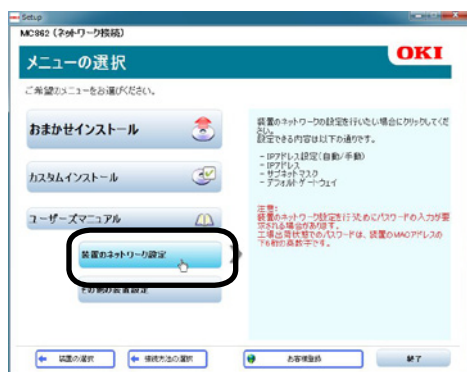 Setup
MC862 (ネットワーク接続)
メニューの選択
OKI
ご希望のメニューをお選びください。
おまかせインストール
カスタムインストール
ユーザーズマニュアル
装置のネットワーク設定
その他の装置設定
装置のネットワークの設定を行いたい場合にクリックしてくだ
さい。
設定できる内容は以下の通りです。
- IPアドレス設定(自動/手動)
- IPアドレス
- サブネットマスク
- デフォルトゲートウェイ
注意:
装置のネットワーク設定を行うためにパスワードの入力が要
求される場合があります。
工場出荷状態でのパスワードは、装置のMACアドレスの
下6桁の英数字です。
装置の選択
接続方法の選択
お客様登録
終了